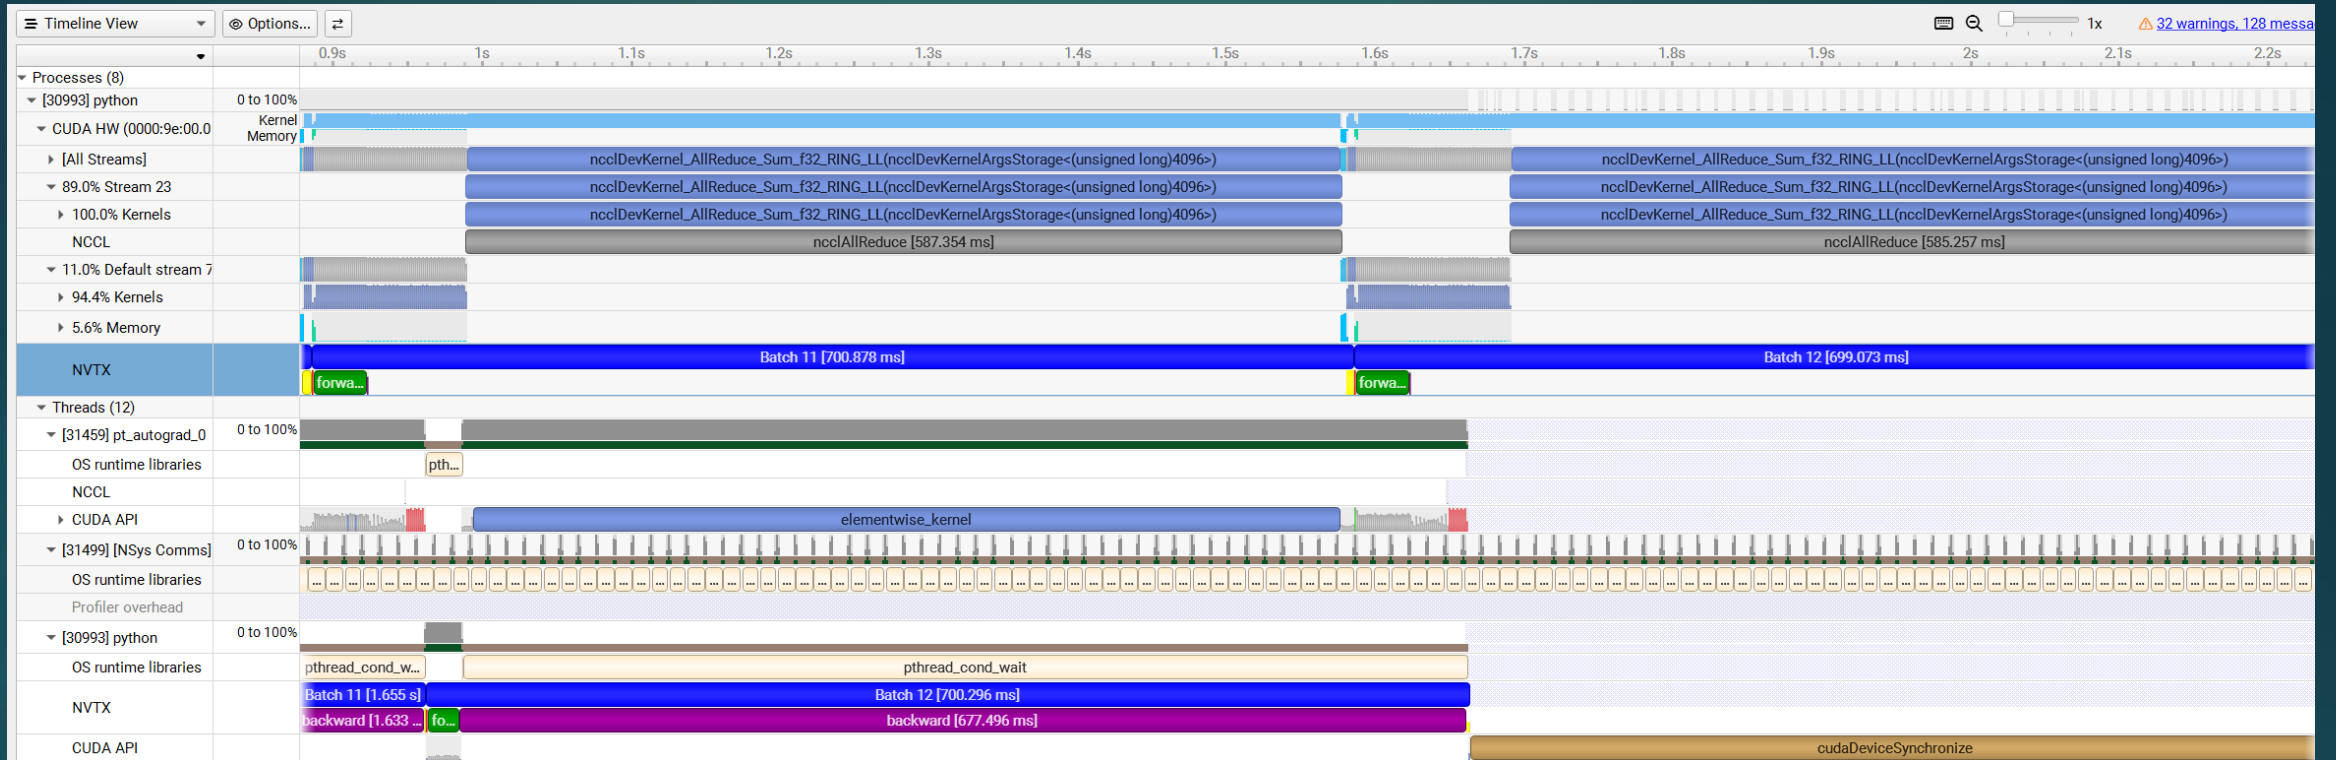 Timeline View Options... 1x 32 warnings, 128 messa
0.9s 1s 1.1s 1.2s 1.3s 1.4s 1.5s 1.6s 1.7s 1.8s 1.9s 2s 2.1s 2.2s
Processes (8)
[30993] python 0 to 100%
CUDA HW (0000:9e:00.0 Kernel
Memory
[All Streams] ncclDevKernel_AllReduce_Sum_f32_RING_LL(ncclDevKernelArgsStorage<(unsigned long)4096>) ncclDevKernel_AllReduce_Sum_f32_RING_LL(ncclDevKernelArgsStorage<(unsigned long)4096>)
89.0% Stream 23 ncclDevKernel_AllReduce_Sum_f32_RING_LL(ncclDevKernelArgsStorage<(unsigned long)4096>) ncclDevKernel_AllReduce_Sum_f32_RING_LL(ncclDevKernelArgsStorage<(unsigned long)4096>)
100.0% Kernels ncclDevKernel_AllReduce_Sum_f32_RING_LL(ncclDevKernelArgsStorage<(unsigned long)4096>) ncclDevKernel_AllReduce_Sum_f32_RING_LL(ncclDevKernelArgsStorage<(unsigned long)4096>)
NCCL ncclAllReduce [587.354 ms] ncclAllReduce [585.257 ms]
11.0% Default stream 7
94.4% Kernels
5.6% Memory
NVTX Batch 11 [700.878 ms] Batch 12 [699.073 ms]
forwa... forwa...
Threads (12)
[31459] pt_autograd_0 0 to 100%
OS runtime libraries pth...
NCCL
CUDA API elementwise_kernel
[31499] [NSys Comms] 0 to 100%
OS runtime libraries
Profiler overhead
[30993] python 0 to 100%
OS runtime libraries pthread_cond_w... pthread_cond_wait
NVTX Batch 11 [1.655 s] Batch 12 [700.296 ms]
backward [1.633 ... fo... backward [677.496 ms]
CUDA API cudaDeviceSynchronize